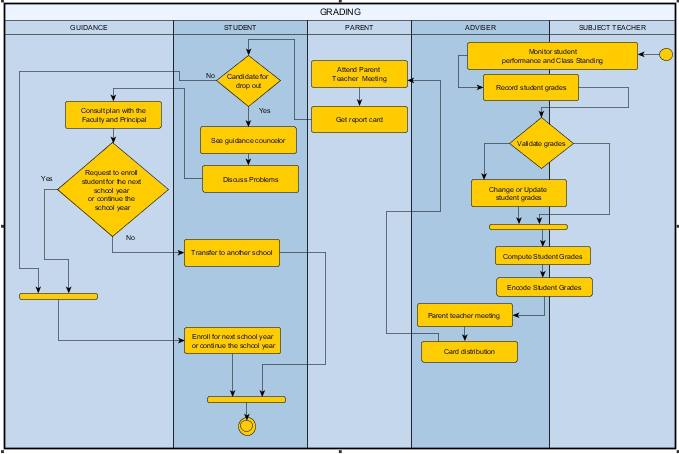 GRADING
GUIDANCE
STUDENT
PARENT
ADVISER
SUBJECT TEACHER
Monitor student
performance and Class Standing
Record student grades
Validate grades
Change or Update
student grades
Compute Student Grades
Encode Student Grades
Parent teacher meeting
Card distribution
Attend Parent
Teacher Meeting
Get report card
No
Candidate for
drop out
Yes
See guidance councelor
Discuss Problems
Consult plan with the
Faculty and Principal
Yes
Request to enroll
student for the next
school year
or continue the
school year
No
Transfer to another school
Enroll for next school year
or continue the school year